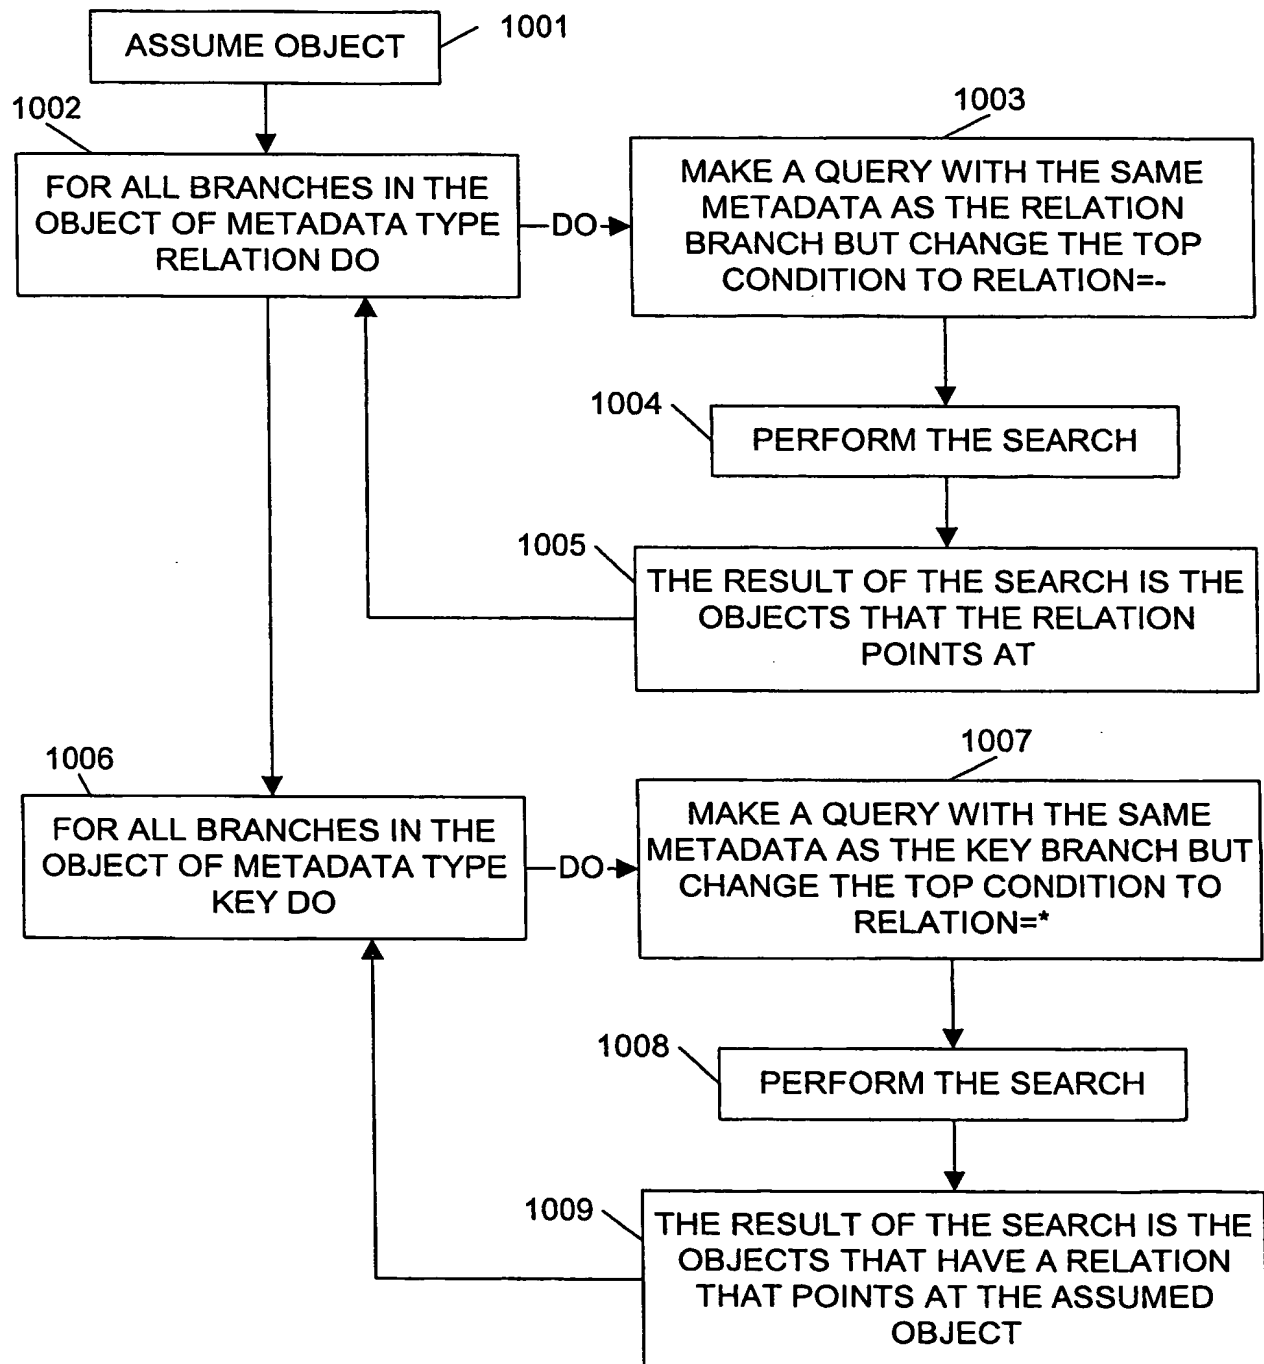 ASSUME OBJECT
1001
1002
FOR ALL BRANCHES IN THE
OBJECT OF METADATA TYPE
RELATION DO
DO
1003
MAKE A QUERY WITH THE SAME
METADATA AS THE RELATION
BRANCH BUT CHANGE THE TOP
CONDITION TO RELATION=-
1004
PERFORM THE SEARCH
1005
THE RESULT OF THE SEARCH IS THE
OBJECTS THAT THE RELATION
POINTS AT
1006
FOR ALL BRANCHES IN THE
OBJECT OF METADATA TYPE
KEY DO
DO
1007
MAKE A QUERY WITH THE SAME
METADATA AS THE KEY BRANCH BUT
CHANGE THE TOP CONDITION TO
RELATION=*
1008
PERFORM THE SEARCH
1009
THE RESULT OF THE SEARCH IS THE
OBJECTS THAT HAVE A RELATION
THAT POINTS AT THE ASSUMED
OBJECT